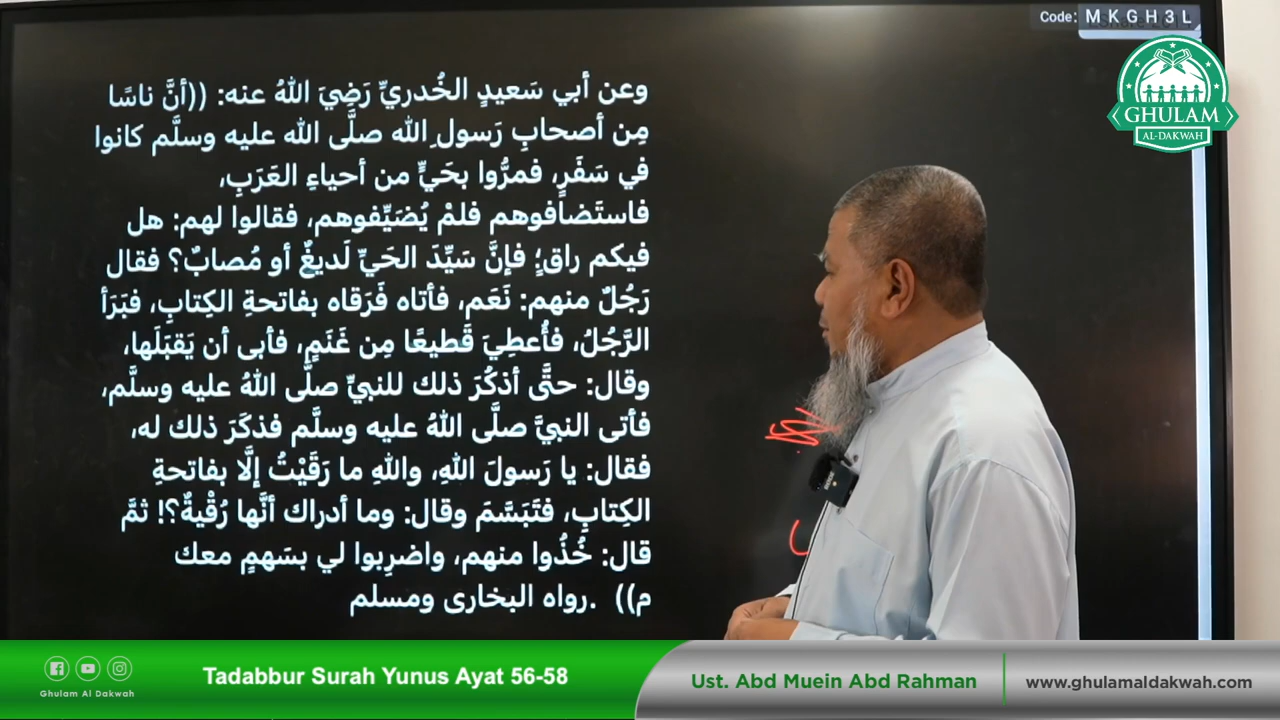 Code: M K G H 3 L
GHULAM
AL-DAKWAH
وعن أبي سَعيدٍ الخُدريِّ رَضِيَ اللهُ عنه: ((أنَّ ناسًا
مِن أصحابِ رَسولِ الله صلَّى الله عليه وسلَّم كانوا
في سَفَرٍ، فمرُّوا بحَيٍّ من أحياءِ العَرَبِ،
فاستَضافوهم فلمْ يُضَيِّفوهم، فقالوا لهم: هل
فيكم راقٍ؛ فإنَّ سَيِّدَ الحَيِّ لَديغٌ أو مُصابٌ؟ فقال
رَجُلٌ منهم: نَعَم، فأتاه فَرَقاه بفاتحةِ الكِتابِ، فبَرَأ
الرَّجُلُ، فأُعطِيَ قَطيعًا مِن غَنَمٍ، فأبى أن يَقبَلَها،
وقال: حتَّى أذكُرَ ذلك للنبيِّ صلَّى اللهُ عليه وسلَّم،
فأتى النبيَّ صلَّى اللهُ عليه وسلَّم فذكَرَ ذلك له،
فقال: يا رَسولَ اللهِ، واللهِ ما رَقَيْتُ إلَّا بفاتحةِ
الكِتابِ، فتَبَسَّمَ وقال: وما أدراك أنَّها رُقْيةٌ؟! ثمَّ
قال: خُذُوا منهم، واضرِبوا لي بسَهمٍ معك
م)) .رواه البخارى ومسلم
Ghulam Al Dakwah
Tadabbur Surah Yunus Ayat 56-58
Ust. Abd Muein Abd Rahman
www.ghulamaldakwah.com